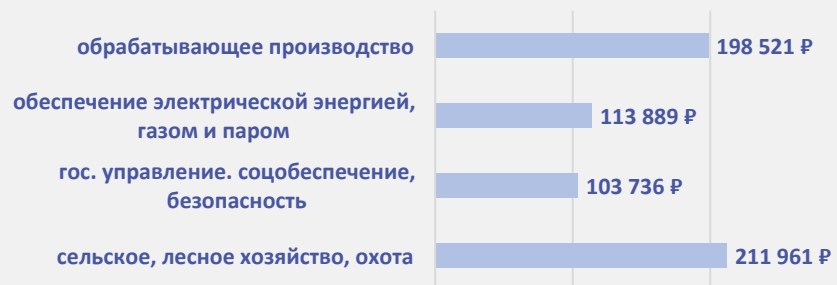 обрабатывающее производство
198 521 ₽
обеспечение электрической энергией,
газом и паром
113 889 ₽
гос. управление. соцобеспечение,
безопасность
103 736 ₽
сельское, лесное хозяйство, охота
211 961 ₽